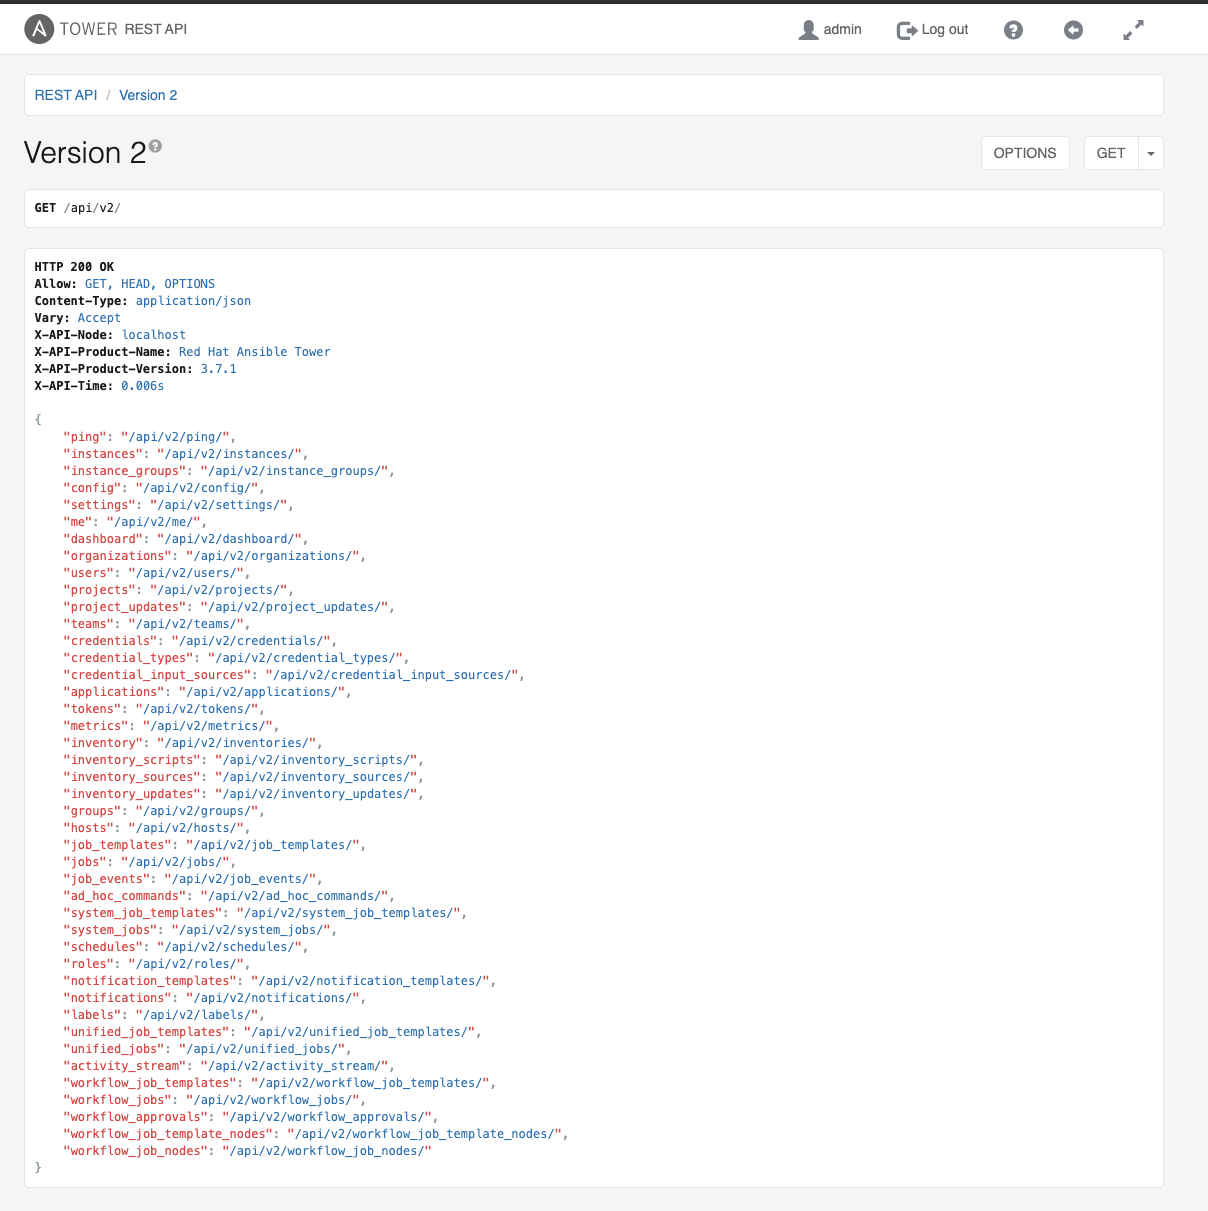 A TOWER REST API admin Log out ?
REST API / Version 2
Version 2 ? OPTIONS GET
GET /api/v2/
HTTP 200 OK
Allow: GET, HEAD, OPTIONS
Content-Type: application/json
Vary: Accept
X-API-Node: localhost
X-API-Product-Name: Red Hat Ansible Tower
X-API-Product-Version: 3.7.1
X-API-Time: 0.006s
{
    "ping": "/api/v2/ping/",
    "instances": "/api/v2/instances/",
    "instance_groups": "/api/v2/instance_groups/",
    "config": "/api/v2/config/",
    "settings": "/api/v2/settings/",
    "me": "/api/v2/me/",
    "dashboard": "/api/v2/dashboard/",
    "organizations": "/api/v2/organizations/",
    "users": "/api/v2/users/",
    "projects": "/api/v2/projects/",
    "project_updates": "/api/v2/project_updates/",
    "teams": "/api/v2/teams/",
    "credentials": "/api/v2/credentials/",
    "credential_types": "/api/v2/credential_types/",
    "credential_input_sources": "/api/v2/credential_input_sources/",
    "applications": "/api/v2/applications/",
    "tokens": "/api/v2/tokens/",
    "metrics": "/api/v2/metrics/",
    "inventory": "/api/v2/inventories/",
    "inventory_scripts": "/api/v2/inventory_scripts/",
    "inventory_sources": "/api/v2/inventory_sources/",
    "inventory_updates": "/api/v2/inventory_updates/",
    "groups": "/api/v2/groups/",
    "hosts": "/api/v2/hosts/",
    "job_templates": "/api/v2/job_templates/",
    "jobs": "/api/v2/jobs/",
    "job_events": "/api/v2/job_events/",
    "ad_hoc_commands": "/api/v2/ad_hoc_commands/",
    "system_job_templates": "/api/v2/system_job_templates/",
    "system_jobs": "/api/v2/system_jobs/",
    "schedules": "/api/v2/schedules/",
    "roles": "/api/v2/roles/",
    "notification_templates": "/api/v2/notification_templates/",
    "notifications": "/api/v2/notifications/",
    "labels": "/api/v2/labels/",
    "unified_job_templates": "/api/v2/unified_job_templates/",
    "unified_jobs": "/api/v2/unified_jobs/",
    "activity_stream": "/api/v2/activity_stream/",
    "workflow_job_templates": "/api/v2/workflow_job_templates/",
    "workflow_jobs": "/api/v2/workflow_jobs/",
    "workflow_approvals": "/api/v2/workflow_approvals/",
    "workflow_job_template_nodes": "/api/v2/workflow_job_template_nodes/",
    "workflow_job_nodes": "/api/v2/workflow_job_nodes/"
}